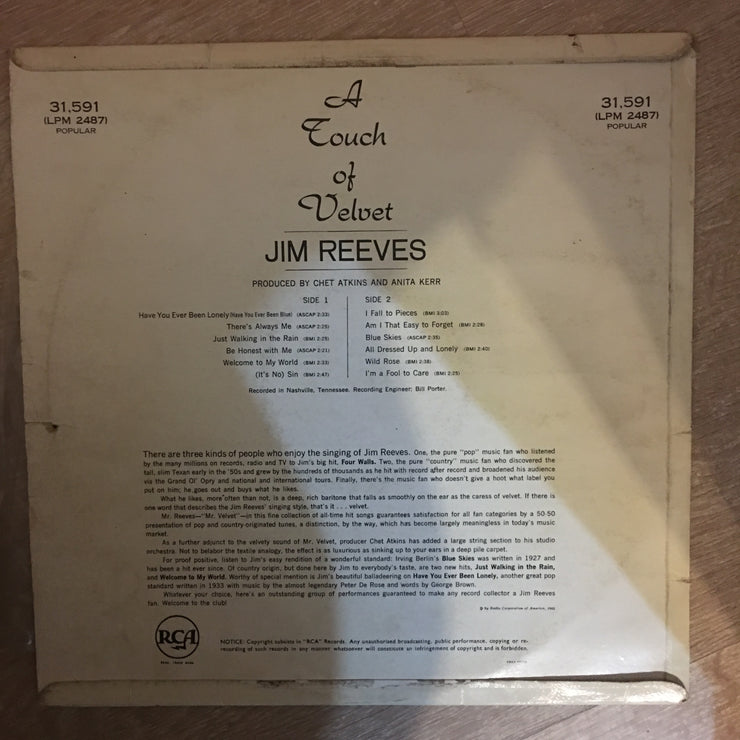 31,591
(LPM 2487)
POPULAR
31,591
(LPM 2487)
POPULAR
A
Touch
of
Velvet
JIM REEVES
PRODUCED BY CHET ATKINS AND ANITA KERR
SIDE 1
Have You Ever Been Lonely (Have You Ever Been Blue) (ASCAP 2:33)
There's Always Me (ASCAP 2:25)
Just Walking in the Rain (BMI 2:25)
Be Honest with Me (ASCAP 2:21)
Welcome to My World (BMI 2:33)
(It's No) Sin (BMI 2:47)
SIDE 2
I Fall to Pieces (BMI 3:03)
Am I That Easy to Forget (BMI 2:28)
Blue Skies (ASCAP 2:35)
All Dressed Up and Lonely (BMI 2:40)
Wild Rose (BMI 2:38)
I'm a Fool to Care (BMI 2:25)
Recorded in Nashville, Tennessee. Recording Engineer: Bill Porter.
There are three kinds of people who enjoy the singing of Jim Reeves. One, the pure "pop" music fan who listened
by the many millions on records, radio and TV to Jim's big hit, Four Walls. Two, the pure "country" music fan who discovered the
tall, slim Texan early in the '50s and grew by the hundreds of thousands as he hit with record after record and broadened his audience
via the Grand Ol' Opry and national and international tours. Finally, there's the music fan who doesn't give a hoot what label you
put on him; he goes out and buys what he likes.
What he likes, more often than not, is a deep, rich baritone that falls as smoothly on the ear as the caress of velvet. If there is
one word that describes the Jim Reeves' singing style, that's it . . . velvet.
Mr. Reeves—"Mr. Velvet"—in this fine collection of all-time hit songs guarantees satisfaction for all fan categories by a 50-50
presentation of pop and country-originated tunes, a distinction, by the way, which has become largely meaningless in today's music
market.
As a further adjunct to the velvety sound of Mr. Velvet, producer Chet Atkins has added a large string section to his studio
orchestra. Not to belabor the textile analogy, the effect is as luxurious as sinking up to your ears in a deep pile carpet.
For proof positive, listen to Jim's easy rendition of a wonderful standard: Irving Berlin's Blue Skies was written in 1927 and
has been a hit ever since. Of country origin, but done here by Jim to everybody's taste, are two new hits, Just Walking in the Rain,
and Welcome to My World. Worthy of special mention is Jim's beautiful balladeering on Have You Ever Been Lonely, another great pop
standard written in 1933 with music by the almost legendary Peter De Rose and words by George Brown.
Whatever your choice, here's an outstanding group of performances guaranteed to make any record collector a Jim Reeves
fan. Welcome to the club!
© by Radio Corporation of America, 1962
RCA
NOTICE: Copyright subsists in "RCA" Records. Any unauthorised broadcasting, public performance, copying or re-
recording of such records in any manner whatsoever will constitute an infringement of copyright and is forbidden.